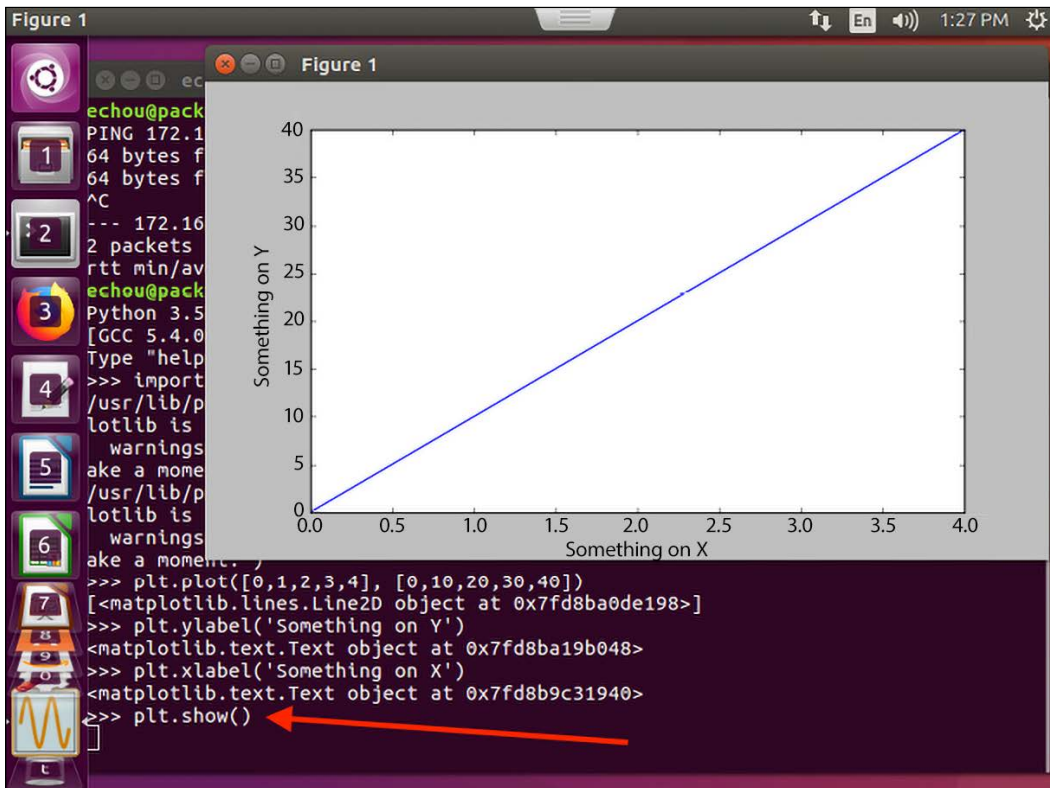 Figure 1
En
1:27 PM
Figure 1
ec
echou@pack
PING 172.1
64 bytes f
64 bytes f
^C
--- 172.16
2 packets
rtt min/av
echou@pack
Python 3.5
[GCC 5.4.0
Type "help
>>> import
/usr/lib/p
lotlib is
warnings
ake a mome
/usr/lib/p
lotlib is
warnings
ake a moment.')
>>> plt.plot([0,1,2,3,4], [0,10,20,30,40])
[<matplotlib.lines.Line2D object at 0x7fd8ba0de198>]
>>> plt.ylabel('Something on Y')
<matplotlib.text.Text object at 0x7fd8ba19b048>
>>> plt.xlabel('Something on X')
<matplotlib.text.Text object at 0x7fd8b9c31940>
>>> plt.show()
1
2
3
4
5
6
7
8
9
0
t
40
35
30
25
20
15
10
5
0
Something on Y
0.0 0.5 1.0 1.5 2.0 2.5 3.0 3.5 4.0
Something on X